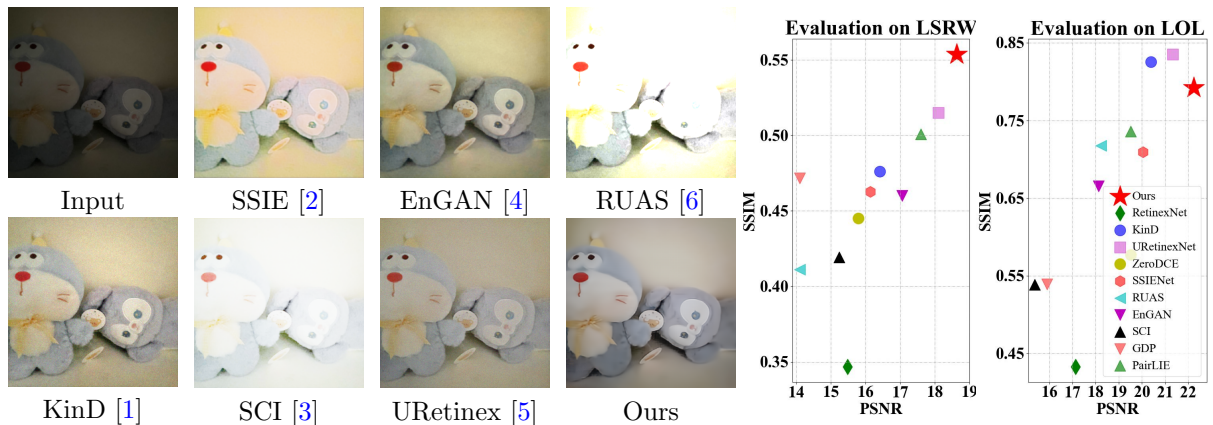 Input
SSIE [2]
EnGAN [4]
RUAS [6]
KinD [1]
SCI [3]
URetinex [5]
Ours
Evaluation on LSRW
SSIM
0.55
0.50
0.45
0.40
0.35
14 15 16 17 18 19
PSNR
Evaluation on LOL
SSIM
0.85
0.75
0.65
0.55
0.45
16 17 18 19 20 21 22
PSNR
Ours
RetinexNet
KinD
URetinexNet
ZeroDCE
SSIENet
RUAS
EnGAN
SCI
GDP
PairLIE